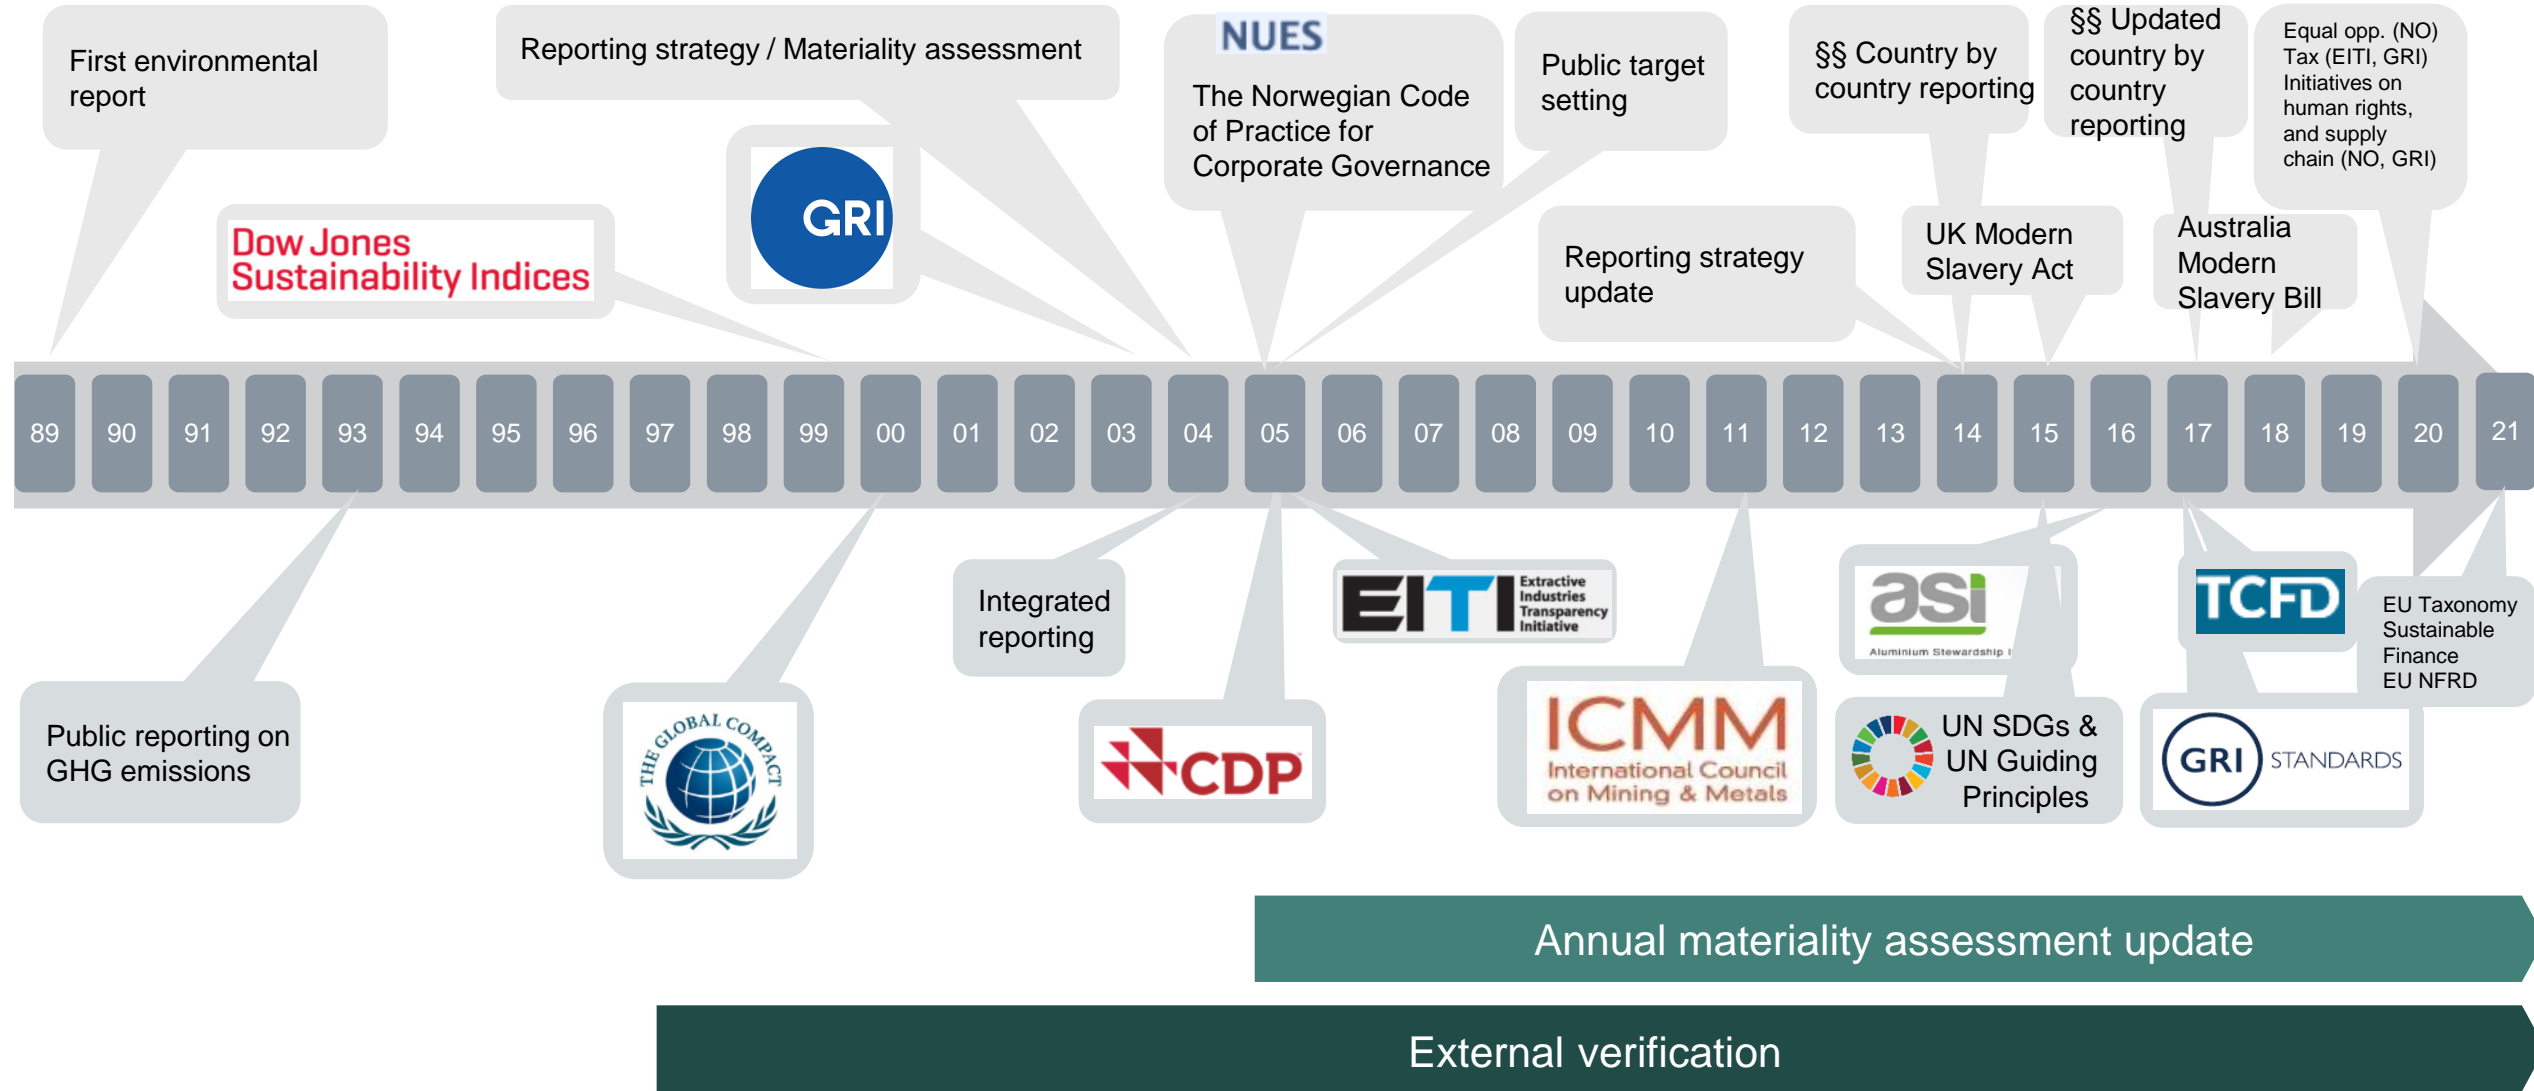 First environmental
report
Reporting strategy / Materiality assessment
NUES
The Norwegian Code
of Practice for
Corporate Governance
Public target
setting
§§ Country by
country reporting
§§ Updated
country by
country
reporting
Equal opp. (NO)
Tax (EITI, GRI)
Initiatives on
human rights,
and supply
chain (NO, GRI)
Dow Jones
Sustainability Indices
GRI
Reporting strategy
update
UK Modern
Slavery Act
Australia
Modern
Slavery Bill
89 90 91 92 93 94 95 96 97 98 99 00 01 02 03 04 05 06 07 08 09 10 11 12 13 14 15 16 17 18 19 20 21
Public reporting on
GHG emissions
THE GLOBAL COMPACT
Integrated
reporting
CDP
EITI
Extractive
Industries
Transparency
Initiative
ICMM
International Council
on Mining & Metals
asi
Aluminium Stewardship I
UN SDGs &
UN Guiding
Principles
TCFD
GRI STANDARDS
EU Taxonomy
Sustainable
Finance
EU NFRD
Annual materiality assessment update
External verification